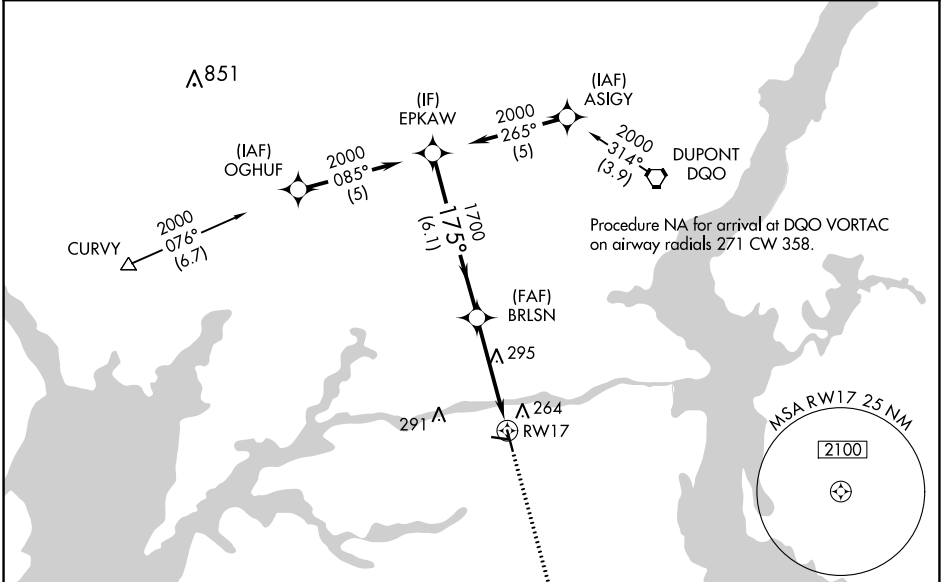 851
(IAF)
ASIGY
(IF)
EPKAW
2000
265°
(5)
2000
314°
(3.9)
DUPONT
DQO
(IAF)
OGHUF
2000
085°
(5)
Procedure NA for arrival at DQO VORTAC
on airway radials 271 CW 358.
2000
076°
(6.7)
CURVY
1700
175°
(6.1)
(FAF)
BRLSN
295
291
264
RW17
MSA RW17 25 NM
2100